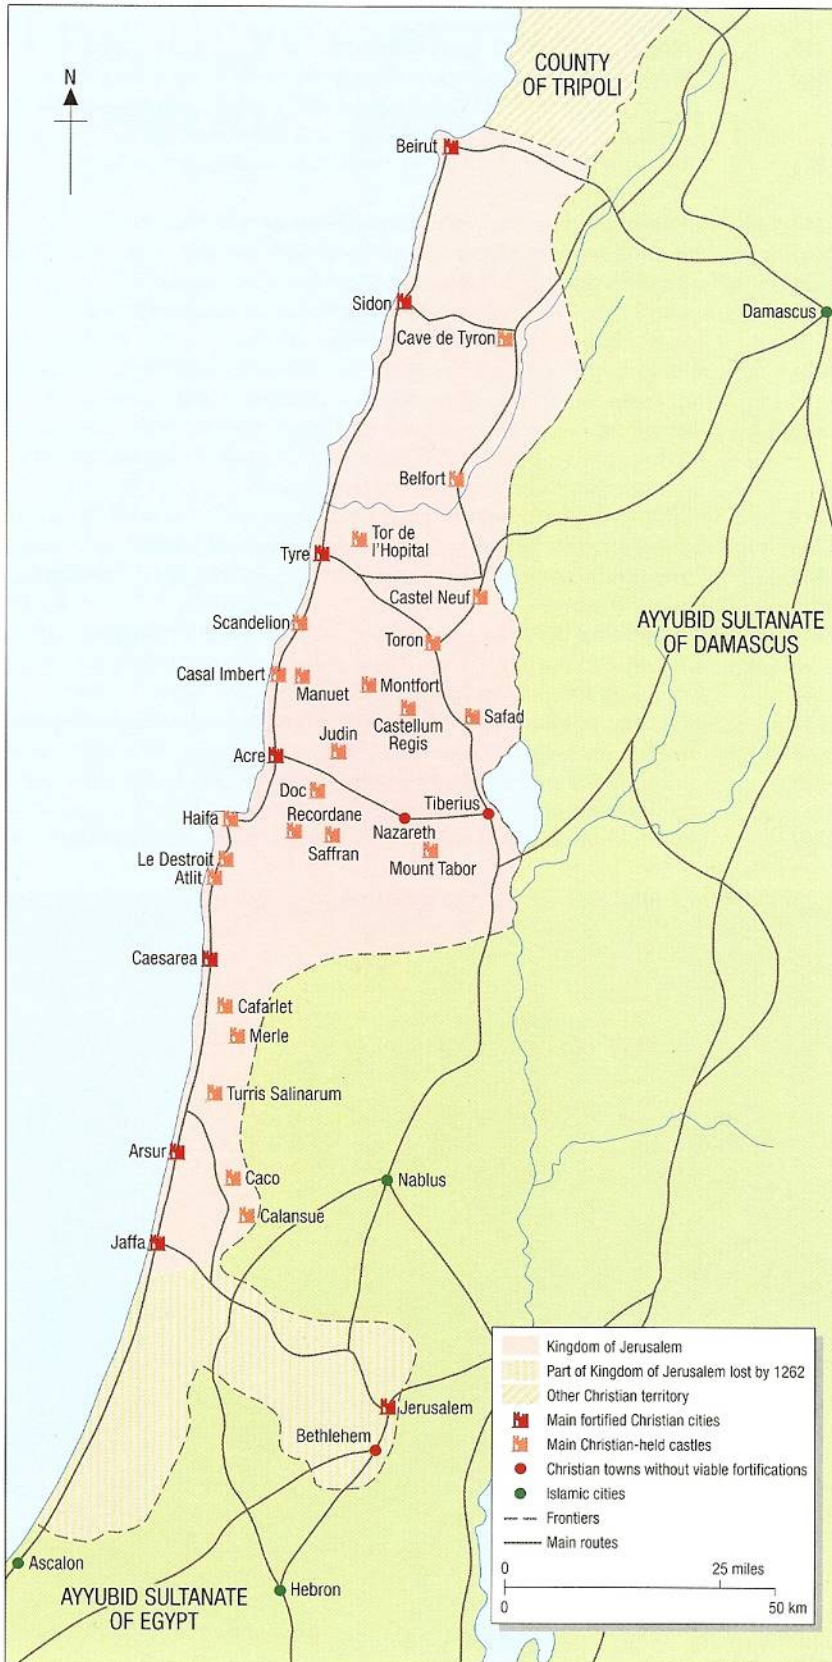 COUNTY
OF TRIPOLI
N
Beirut
Sidon
Damascus
Cave de Tyron
Belfort
Tor de
l'Hopital
Tyre
Castel Neuf
Scandelion
Toron
AYYUBID SULTANATE
OF DAMASCUS
Casal Imbert
Manuet
Montfort
Castellum
Regis
Safad
Judin
Acre
Doc
Tiberius
Haifa
Recordane
Nazareth
Saffran
Le Destroit
Mount Tabor
Atlit
Caesarea
Cafarlet
Merle
Turris Salinarum
Arsur
Caco
Nablus
Calansue
Jaffa
Jerusalem
Bethlehem
Ascalon
Hebron
AYYUBID SULTANATE
OF EGYPT
Kingdom of Jerusalem
Part of Kingdom of Jerusalem lost by 1262
Other Christian territory
Main fortified Christian cities
Main Christian-held castles
Christian towns without viable fortifications
Islamic cities
Frontiers
Main routes
0 25 miles
0 50 km